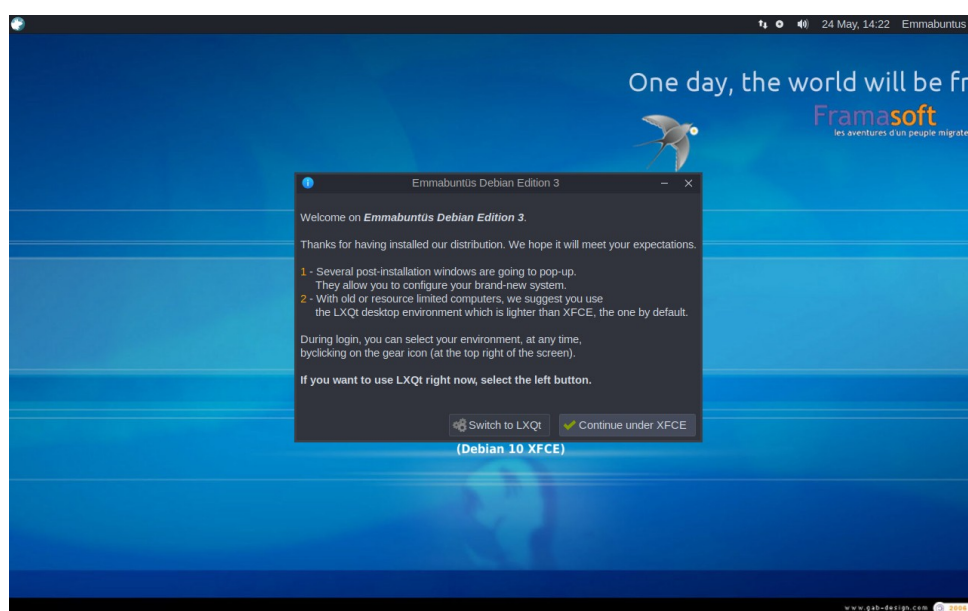 24 May, 14:22 Emmabuntus
One day, the world will be fr
Framasoft
les aventures d'un peuple migrate
Emmabuntüs Debian Edition 3
Welcome on Emmabuntüs Debian Edition 3.
Thanks for having installed our distribution. We hope it will meet your expectations.
1 - Several post-installation windows are going to pop-up.
They allow you to configure your brand-new system.
2 - With old or resource limited computers, we suggest you use
the LXQt desktop environment which is lighter than XFCE, the one by default.
During login, you can select your environment, at any time,
byclicking on the gear icon (at the top right of the screen).
If you want to use LXQt right now, select the left button.
Switch to LXQt Continue under XFCE
(Debian 10 XFCE)
www.gab-design.com 2006